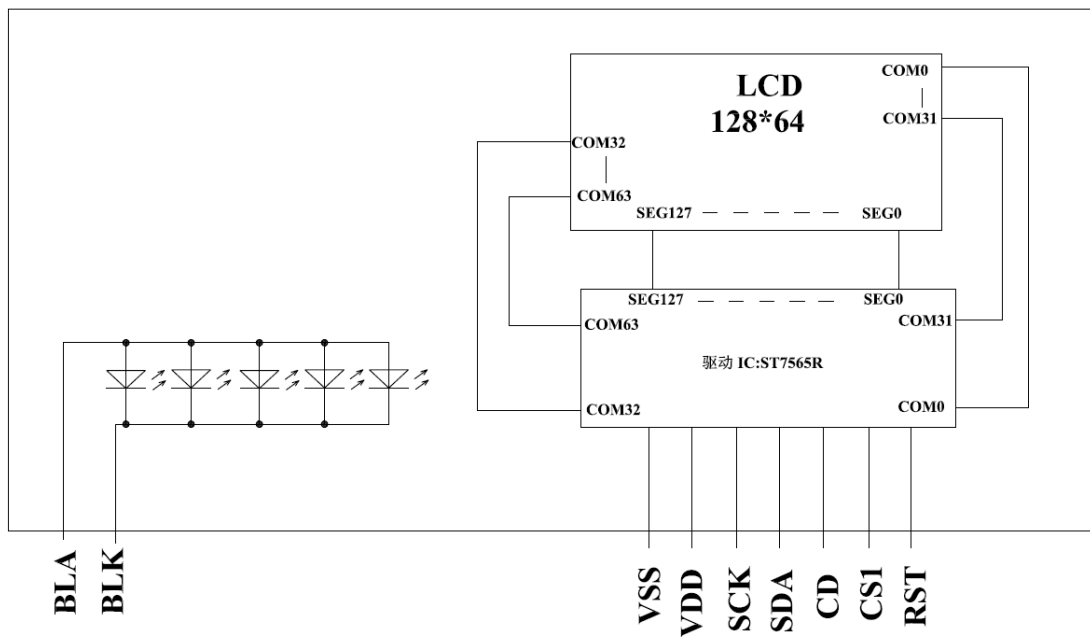 LCD
128*64
COM0
COM31
COM32
COM63
SEG127
SEG0
SEG127
SEG0
COM63
COM31
驱动 IC:ST7565R
COM32
COM0
BLA
BLK
VSS
VDD
SCK
SDA
CD
CS1
RST